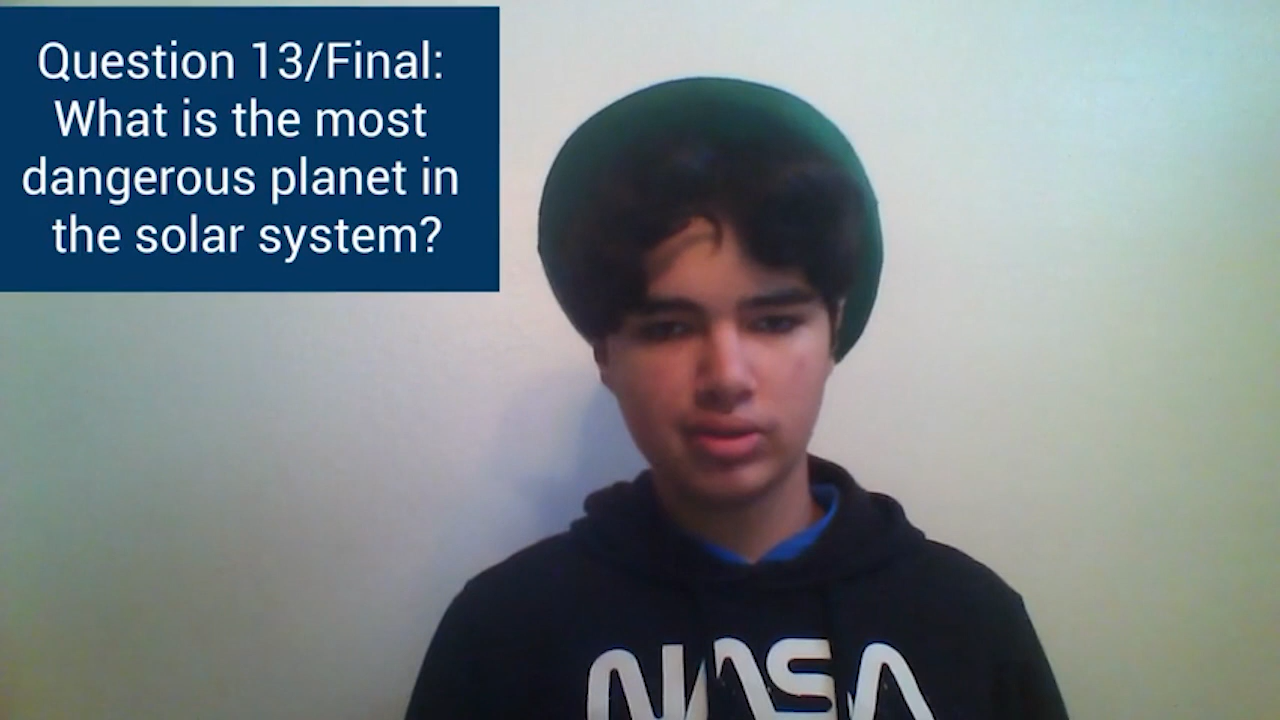 Question 13/Final:
What is the most
dangerous planet in
the solar system?
NASA